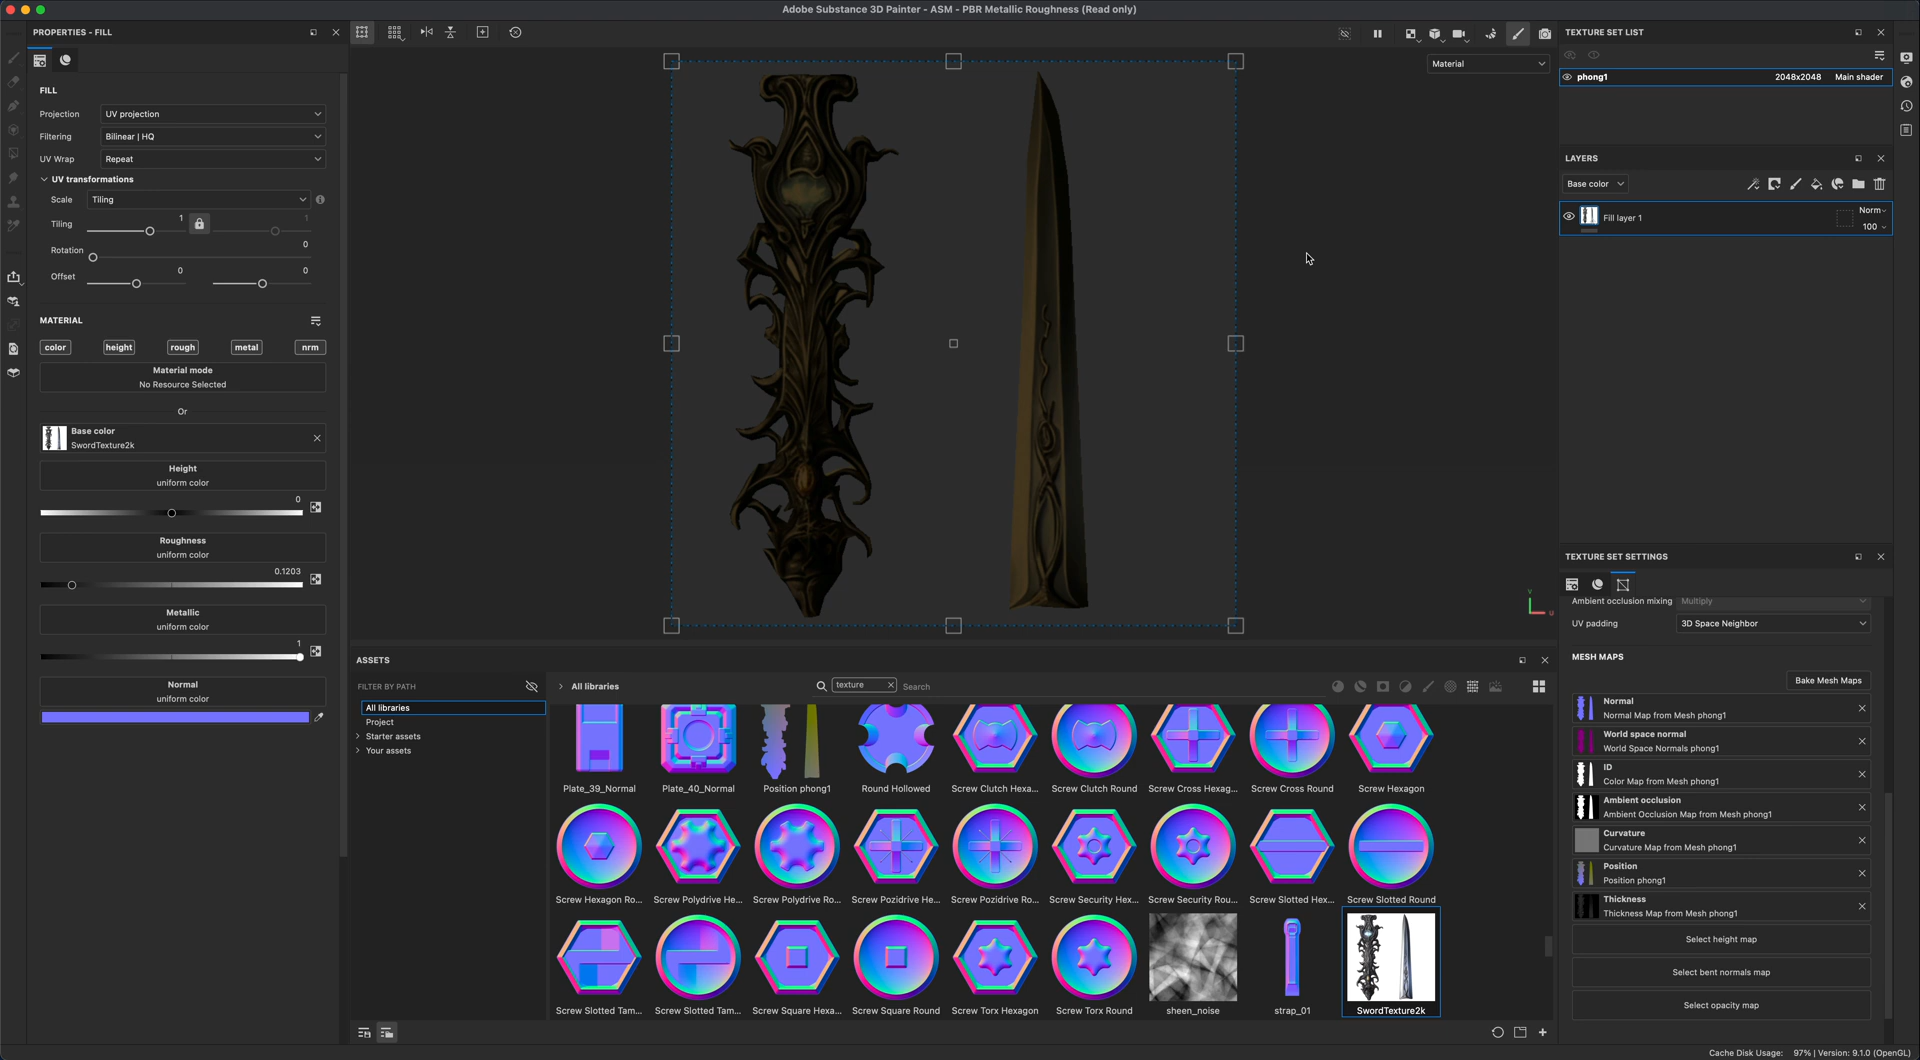 Adobe Substance 3D Painter - ASM - PBR Metallic Roughness (Read only)
PROPERTIES - FILL
FILL
Projection UV projection
Filtering Bilinear | HQ
UV Wrap Repeat
UV transformations
Scale Tiling
Tiling 1 1
Rotation 0
Offset 0 0
MATERIAL
color height rough metal nrm
Material mode
No Resource Selected
Or
Base color
SwordTexture2k
Height
uniform color
0
Roughness
uniform color
0.1203
Metallic
uniform color
1
Normal
uniform color
Material
V
U
ASSETS
FILTER BY PATH
All libraries
Project
Starter assets
Your assets
All libraries
texture Search
Plate_39_Normal Plate_40_Normal Position phong1 Round Hollowed Screw Clutch Hexa... Screw Clutch Round Screw Cross Hexag... Screw Cross Round Screw Hexagon
Screw Hexagon Ro... Screw Polydrive He... Screw Polydrive Ro... Screw Pozidrive He... Screw Pozidrive Ro... Screw Security Hex... Screw Security Rou... Screw Slotted Hex... Screw Slotted Round
Screw Slotted Tam... Screw Slotted Tam... Screw Square Hexa... Screw Square Round Screw Torx Hexagon Screw Torx Round sheen_noise strap_01 SwordTexture2k
TEXTURE SET LIST
phong1 2048x2048 Main shader
LAYERS
Base color
Fill layer 1
Norm
100
TEXTURE SET SETTINGS
Ambient occlusion mixing Multiply
UV padding 3D Space Neighbor
MESH MAPS
Bake Mesh Maps
Normal
Normal Map from Mesh phong1
World space normal
World Space Normals phong1
ID
Color Map from Mesh phong1
Ambient occlusion
Ambient Occlusion Map from Mesh phong1
Curvature
Curvature Map from Mesh phong1
Position
Position phong1
Thickness
Thickness Map from Mesh phong1
Select height map
Select bent normals map
Select opacity map
Cache Disk Usage: 97% | Version: 9.1.0 (OpenGL)